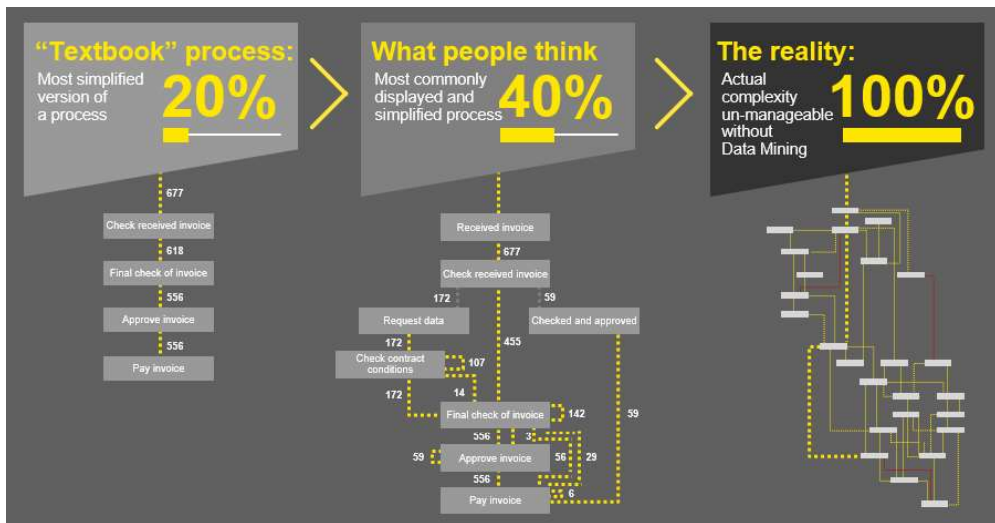 “Textbook” process:
Most simplified
version of
a process
20%
What people think
Most commonly
displayed and
simplified process
40%
The reality:
Actual
complexity
un-manageable
without
Data Mining
100%
677
Check received invoice
618
Final check of invoice
556
Approve invoice
556
Pay invoice
Received invoice
677
Check received invoice
172
59
Request data
Checked and approved
172
455
Check contract
conditions
107
14
172
59
Final check of invoice
142
556
3
59
Approve invoice
56
29
556
6
Pay invoice